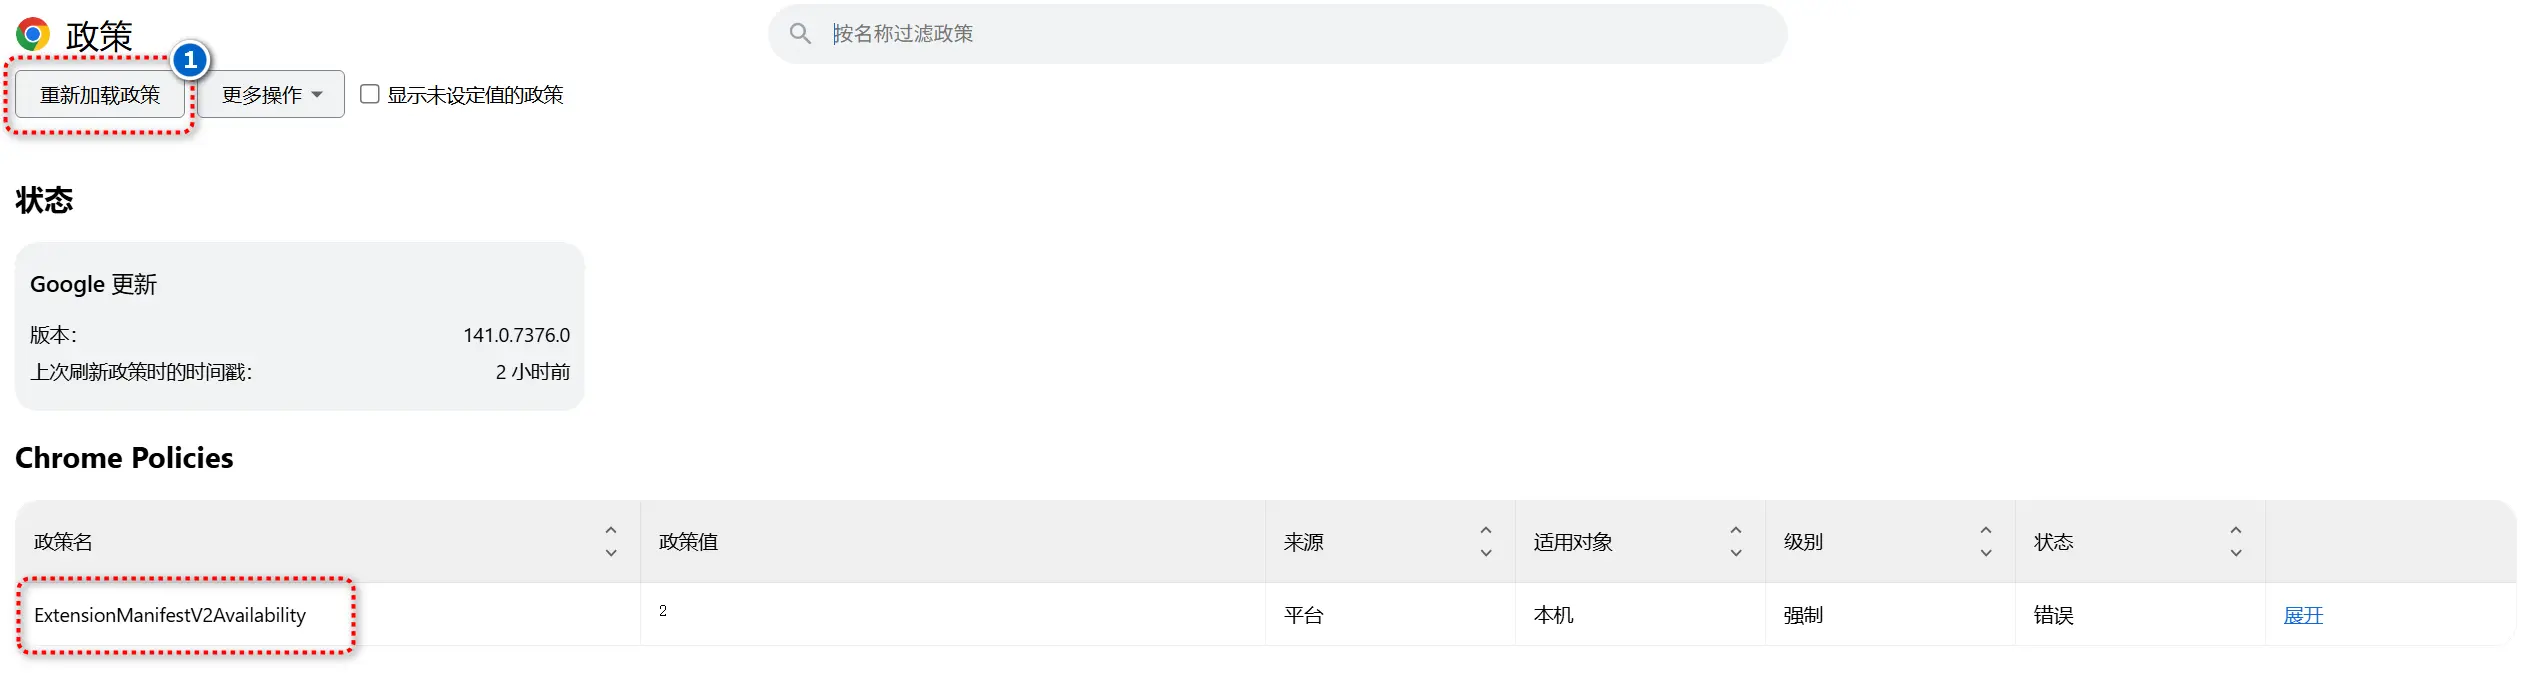 政策
按名称过滤政策
1
重新加载政策 更多操作 显示未设定值的政策
状态
Google 更新
版本： 141.0.7376.0
上次刷新政策时的时间戳： 2 小时前
Chrome Policies
政策名 政策值 来源 适用对象 级别 状态
ExtensionManifestV2Availability 2 平台 本机 强制 错误 展开